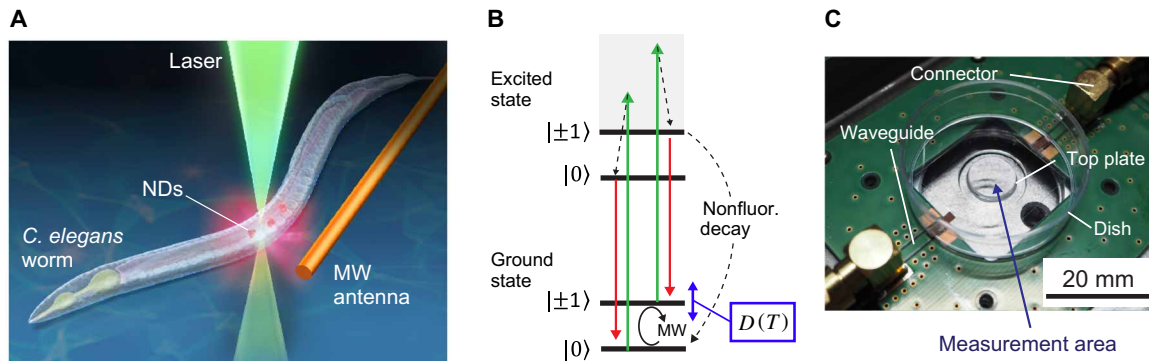 A
Laser
NDs
C. elegans
worm
MW
antenna
B
Excited
state
|±1⟩
|0⟩
Nonfluor.
decay
Ground
state
|±1⟩
MW
D(T)
|0⟩
C
Connector
Waveguide
Top plate
Dish
20 mm
Measurement area